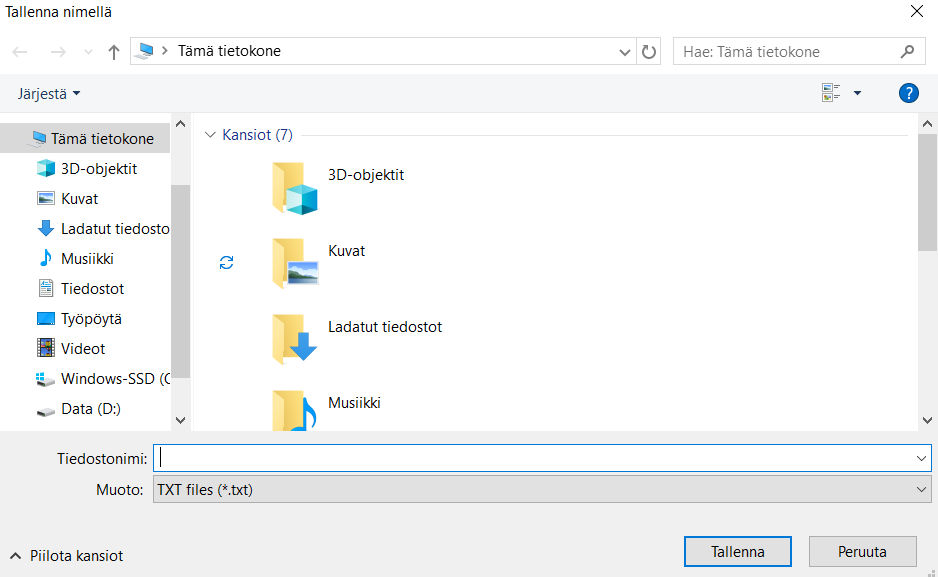 Tallenna nimellä
Tämä tietokone
Hae: Tämä tietokone
Järjestä
?
Tämä tietokone
3D-objektit
Kuvat
Ladatut tiedosto
Musiikki
Tiedostot
Työpöytä
Videot
Windows-SSD (C
Data (D:)
Kansiot (7)
3D-objektit
Kuvat
Ladatut tiedostot
Musiikki
Tiedostonimi:
Muoto: TXT files (*.txt)
Piilota kansiot
Tallenna
Peruuta